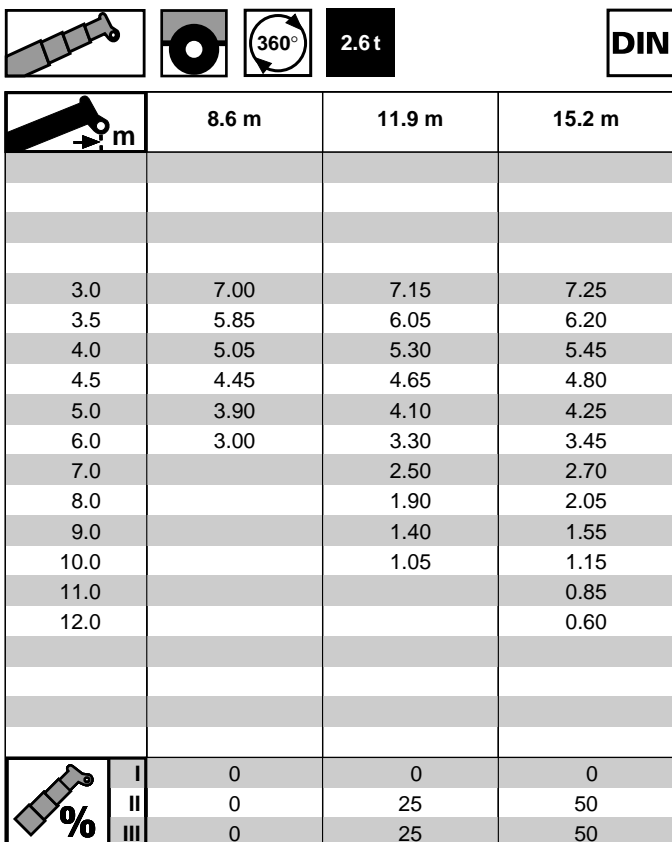 360° 2.6 t DIN
m 8.6 m 11.9 m 15.2 m
3.0 7.00 7.15 7.25
3.5 5.85 6.05 6.20
4.0 5.05 5.30 5.45
4.5 4.45 4.65 4.80
5.0 3.90 4.10 4.25
6.0 3.00 3.30 3.45
7.0 2.50 2.70
8.0 1.90 2.05
9.0 1.40 1.55
10.0 1.05 1.15
11.0 0.85
12.0 0.60
I 0 0 0
% II 0 25 50
III 0 25 50